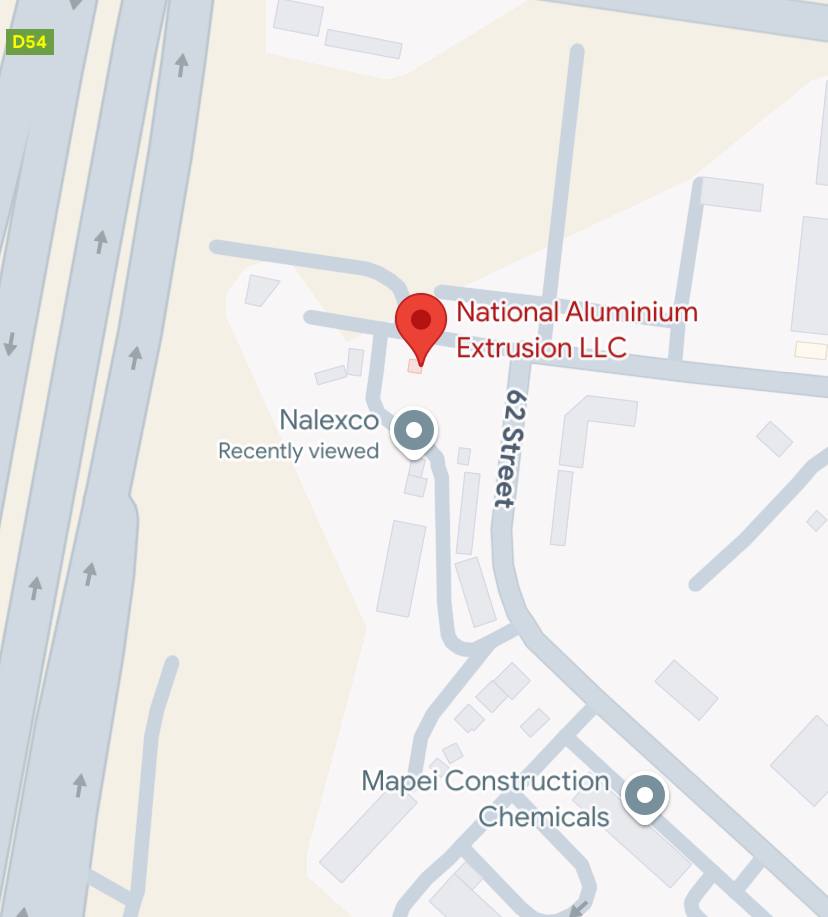 D54
National Aluminium
Extrusion LLC
62 Street
Nalexco
Recently viewed
Mapei Construction
Chemicals